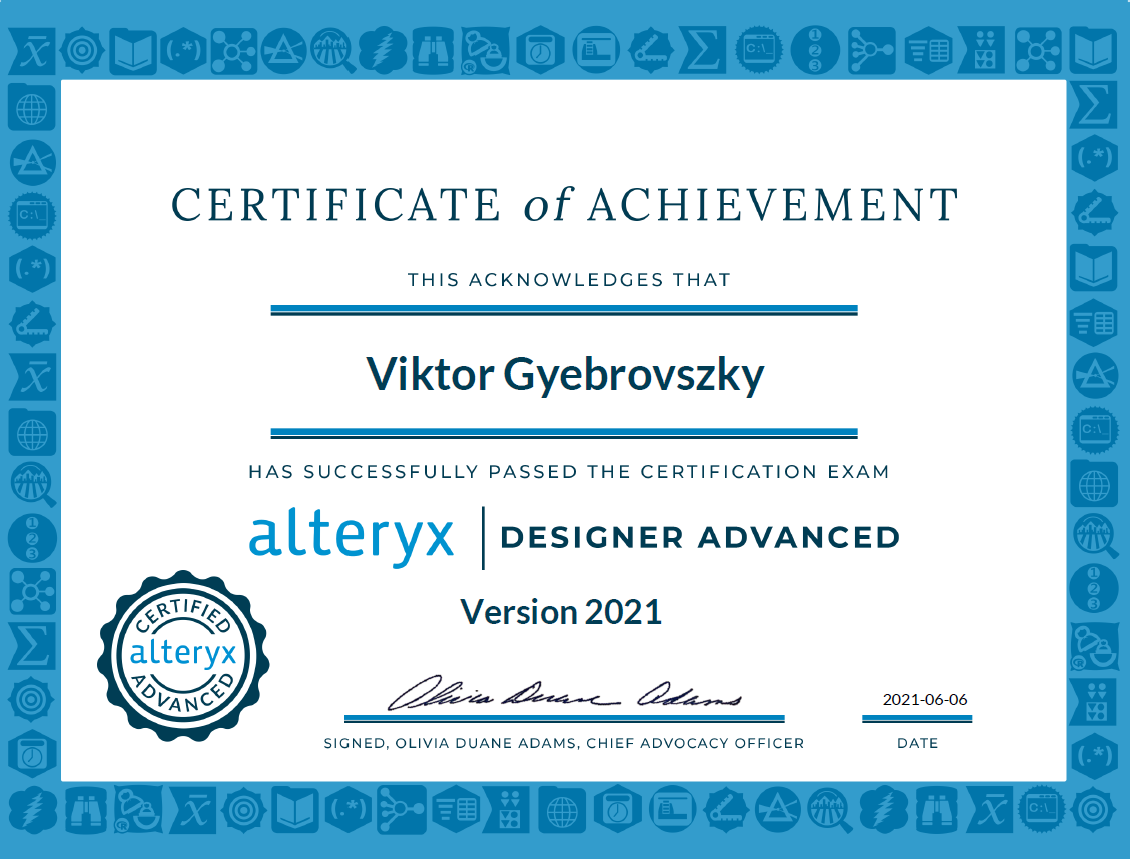 CERTIFICATE of ACHIEVEMENT
THIS ACKNOWLEDGES THAT
Viktor Gyebrovszky
HAS SUCCESSFULLY PASSED THE CERTIFICATION EXAM
alteryx | DESIGNER ADVANCED
Version 2021
CERTIFIED
alteryx
ADVANCED
Olivia Duane Adams
2021-06-06
SIGNED, OLIVIA DUANE ADAMS, CHIEF ADVOCACY OFFICER
DATE